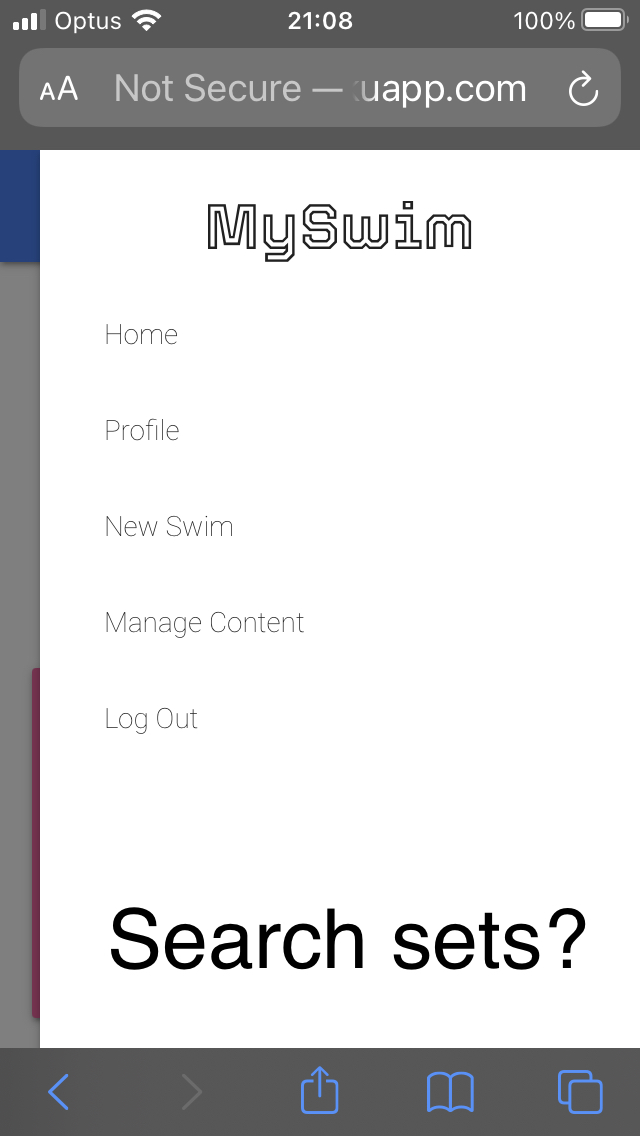 Optus 21:08 100%
AA Not Secure — uapp.com
MySwim
Home
Profile
New Swim
Manage Content
Log Out
Search sets?